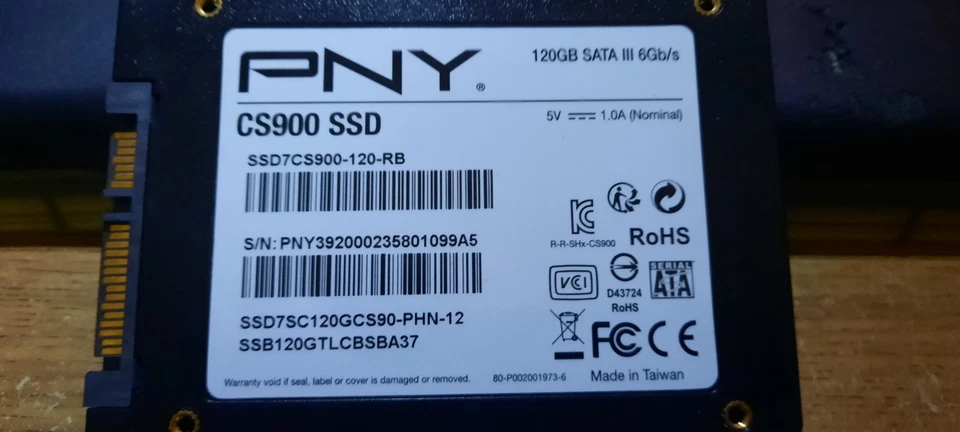 PNY®
120GB SATA III 6Gb/s
CS900 SSD
5V ⎓ 1.0A (Nominal)
SSD7CS900-120-RB
S/N: PNY392000235801099A5
R-R-SHx-CS900
RoHS
VCI
D43724
RoHS
SERIAL
ATA
SSD7SC120GCS90-PHN-12
SSB120GTLCBSBA37
FC CE
Warranty void if seal, label or cover is damaged or removed.
80-P002001973-6
Made in Taiwan